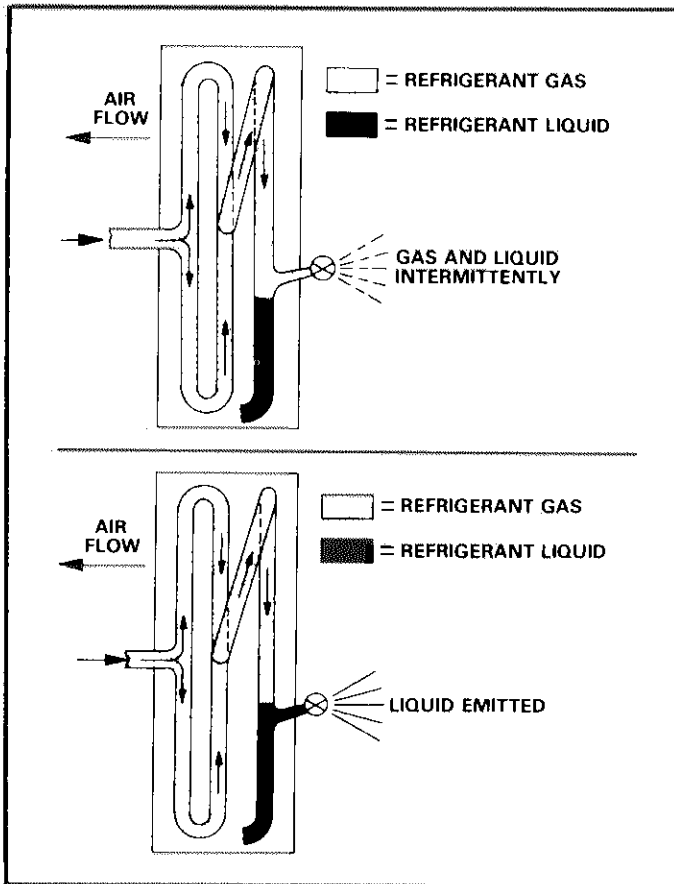 AIR
FLOW
= REFRIGERANT GAS
= REFRIGERANT LIQUID
GAS AND LIQUID
INTERMITTENTLY
AIR
FLOW
= REFRIGERANT GAS
= REFRIGERANT LIQUID
LIQUID EMITTED